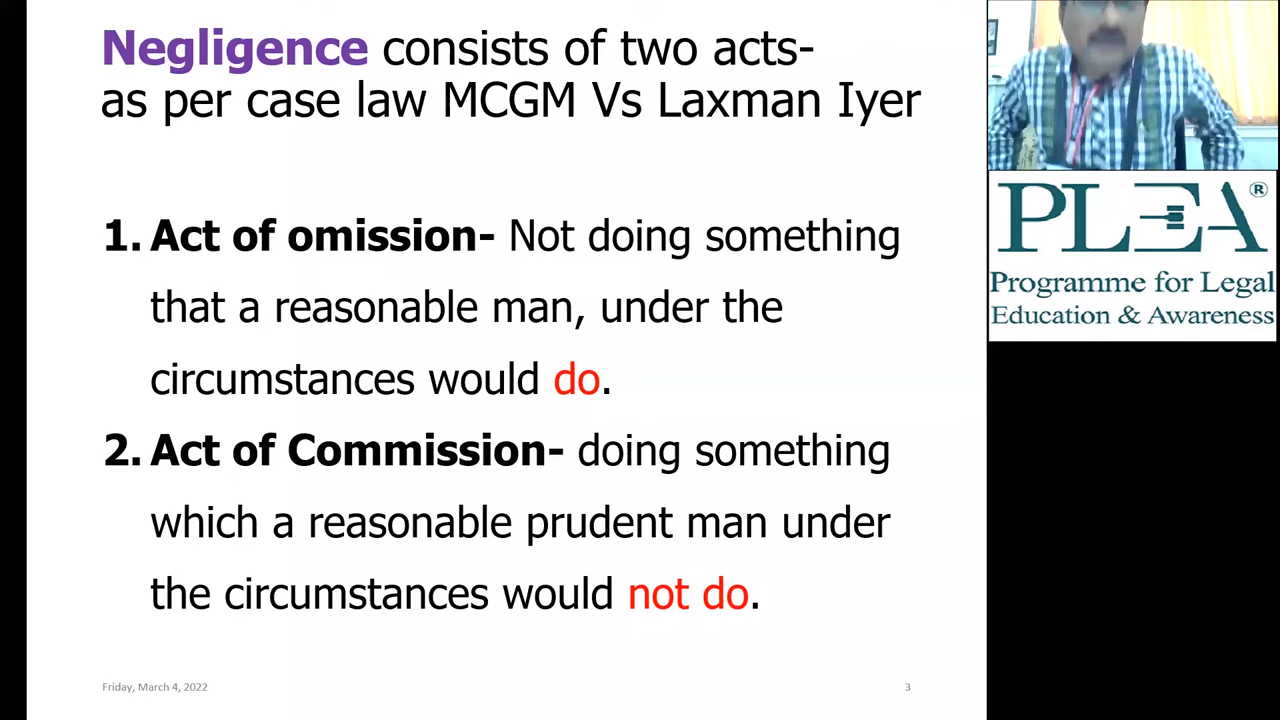 Negligence consists of two acts-
as per case law MCGM Vs Laxman Iyer
1. Act of omission- Not doing something
that a reasonable man, under the
circumstances would do.
2. Act of Commission- doing something
which a reasonable prudent man under
the circumstances would not do.
Friday, March 4, 2022
3
PLEA®
Programme for Legal
Education & Awareness